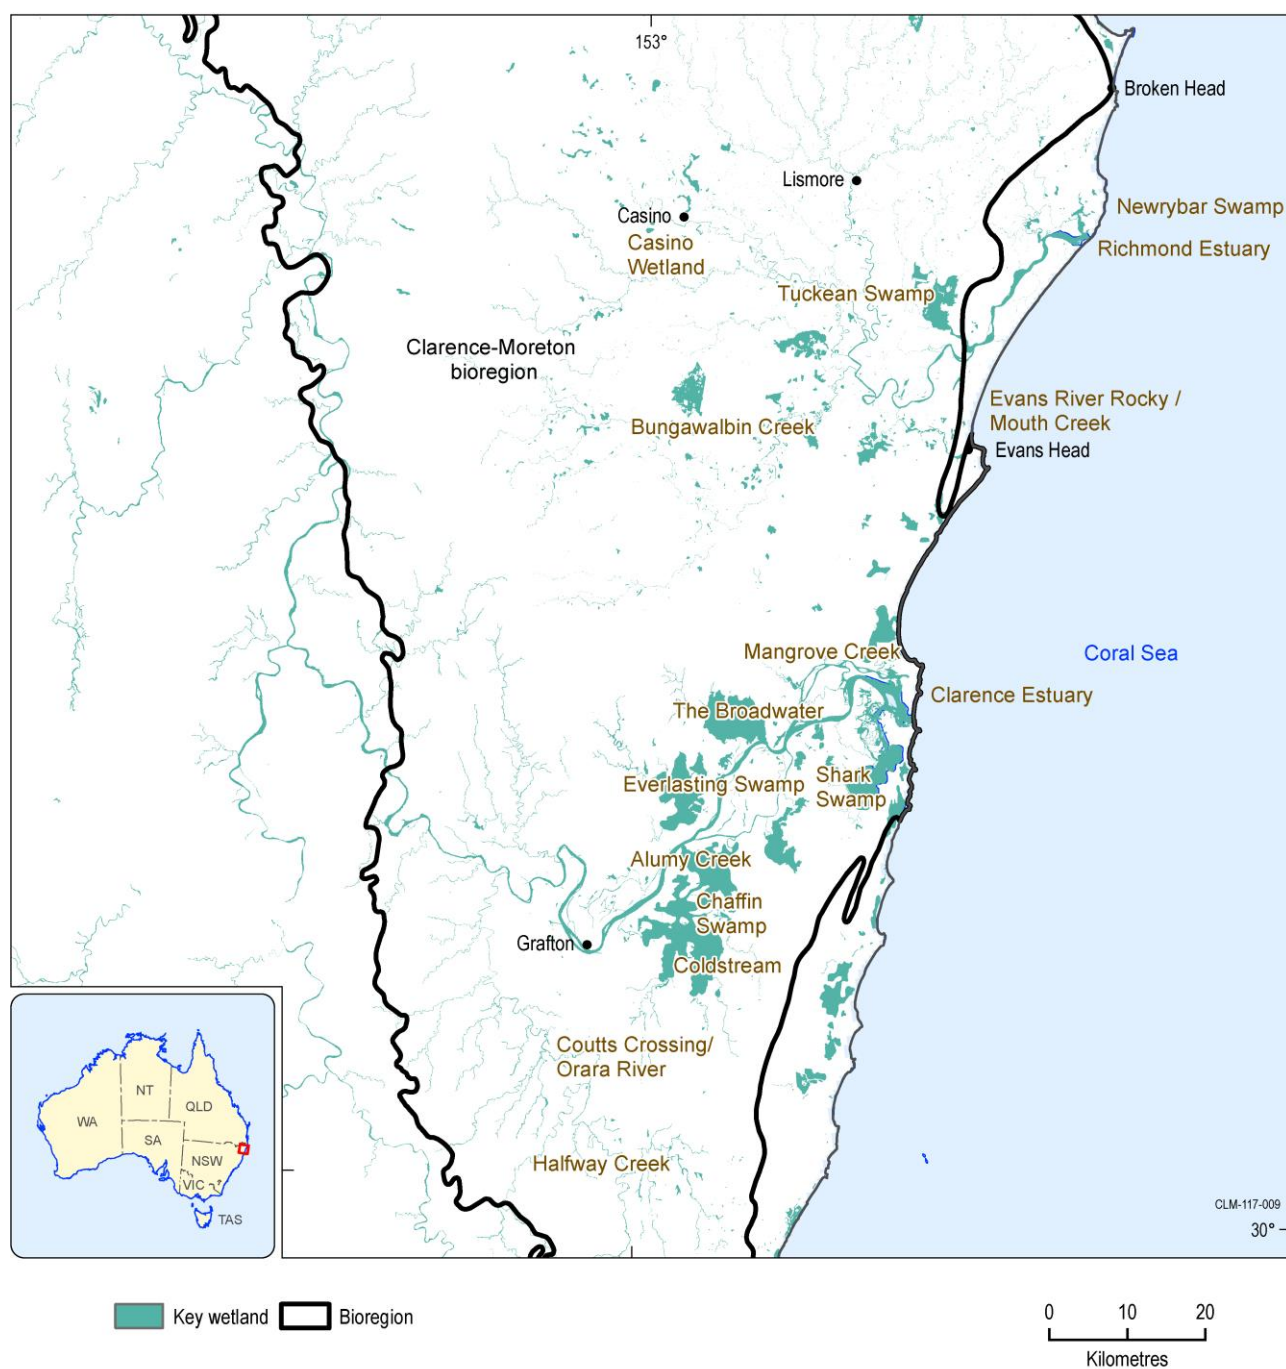 153°
Broken Head
Lismore
Casino
Casino
Wetland
Newrybar Swamp
Richmond Estuary
Tuckean Swamp
Clarence-Moreton
bioregion
Evans River Rocky /
Mouth Creek
Bungawalbin Creek
Evans Head
Mangrove Creek
Coral Sea
Clarence Estuary
The Broadwater
Everlasting Swamp
Shark
Swamp
Alumy Creek
Chaffin
Swamp
Grafton
Coldstream
Coutts Crossing/
Orara River
Halfway Creek
NT
QLD
WA
SA
NSW
VIC
TAS
CLM-117-009
30°
Key wetland
Bioregion
0 10 20
Kilometres